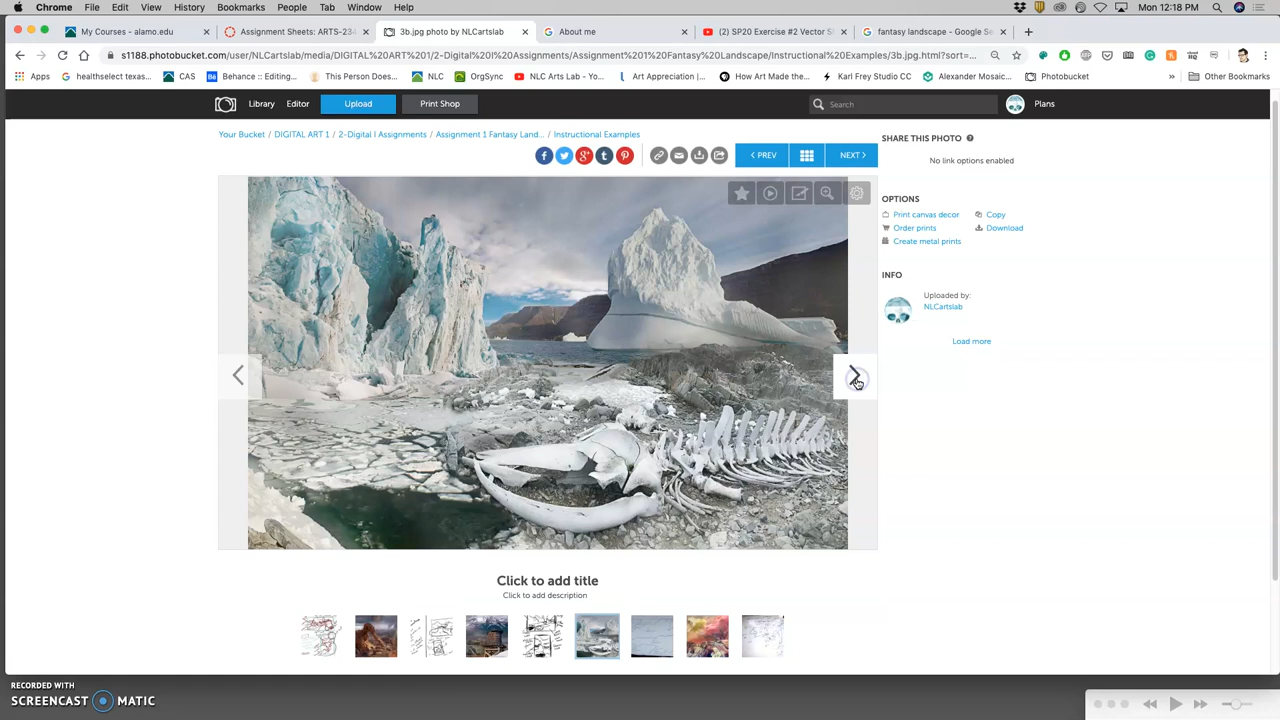 Chrome File Edit View History Bookmarks People Tab Window Help Mon 12:18 PM
My Courses - alamo.edu
Assignment Sheets: ARTS-234
3b.jpg photo by NLCartslab
About me
(2) SP20 Exercise #2 Vector S
fantasy landscape - Google Se
s1188.photobucket.com/user/NLCartslab/media/DIGITAL%20ART%201/2-Digital%20I%20Assignments/Assignment%201%20Fantasy%20Landscape/Instructional%20Examples/3b.jpg.html?sort=...
Apps healthselect texas... CAS Behance :: Editing... This Person Does... NLC OrgSync NLC Arts Lab - Yo... Art Appreciation |... How Art Made the... Karl Frey Studio CC Alexander Mosaic... Photobucket » Other Bookmarks
Library Editor Upload Print Shop Search Plans
Your Bucket / DIGITAL ART 1 / 2-Digital I Assignments / Assignment 1 Fantasy Land... / Instructional Examples
SHARE THIS PHOTO ?
PREV NEXT
No link options enabled
OPTIONS
Print canvas decor Copy
Order prints Download
Create metal prints
INFO
Uploaded by:
NLCartslab
Load more
Click to add title
Click to add description
RECORDED WITH
SCREENCAST MATIC